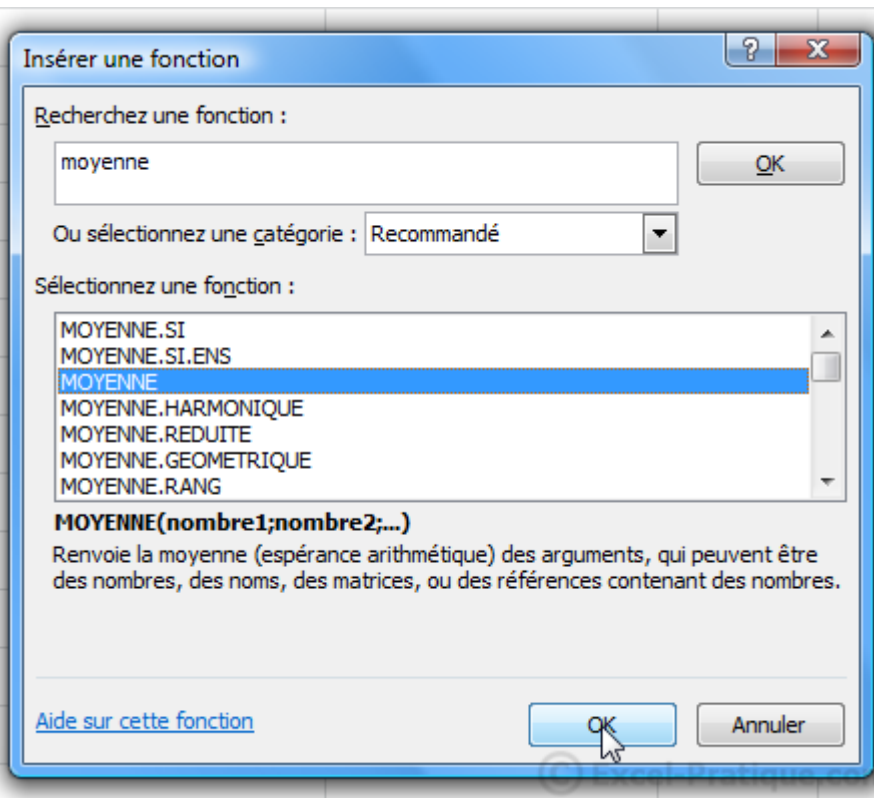 Insérer une fonction
Recherchez une fonction :
moyenne
OK
Ou sélectionnez une catégorie : Recommandé
Sélectionnez une fonction :
MOYENNE.SI
MOYENNE.SI.ENS
MOYENNE
MOYENNE.HARMONIQUE
MOYENNE.REDUITE
MOYENNE.GEOMETRIQUE
MOYENNE.RANG
MOYENNE(nombre1;nombre2;...)
Renvoie la moyenne (espérance arithmétique) des arguments, qui peuvent être
des nombres, des noms, des matrices, ou des références contenant des nombres.
Aide sur cette fonction
OK
Annuler
© Excel-Pratique.co